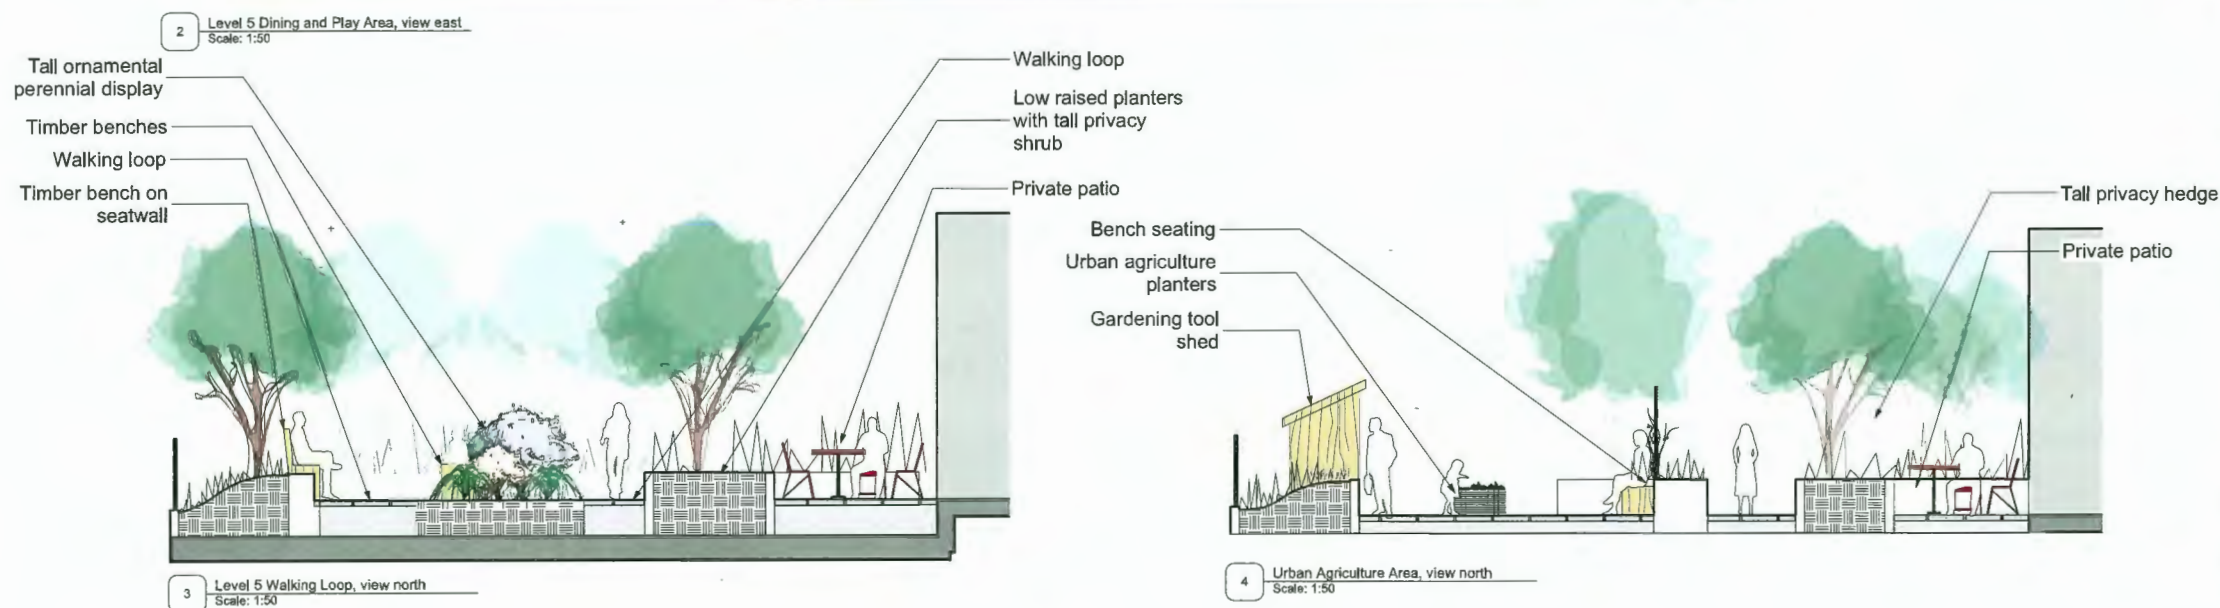 2
Level 5 Dining and Play Area, view east
Scale: 1:50
Tall ornamental
perennial display
Timber benches
Walking loop
Timber bench on
seatwall
Walking loop
Low raised planters
with tall privacy
shrub
Private patio
3
Level 5 Walking Loop, view north
Scale: 1:50
Bench seating
Urban agriculture
planters
Gardening tool
shed
Tall privacy hedge
Private patio
4
Urban Agriculture Area, view north
Scale: 1:50